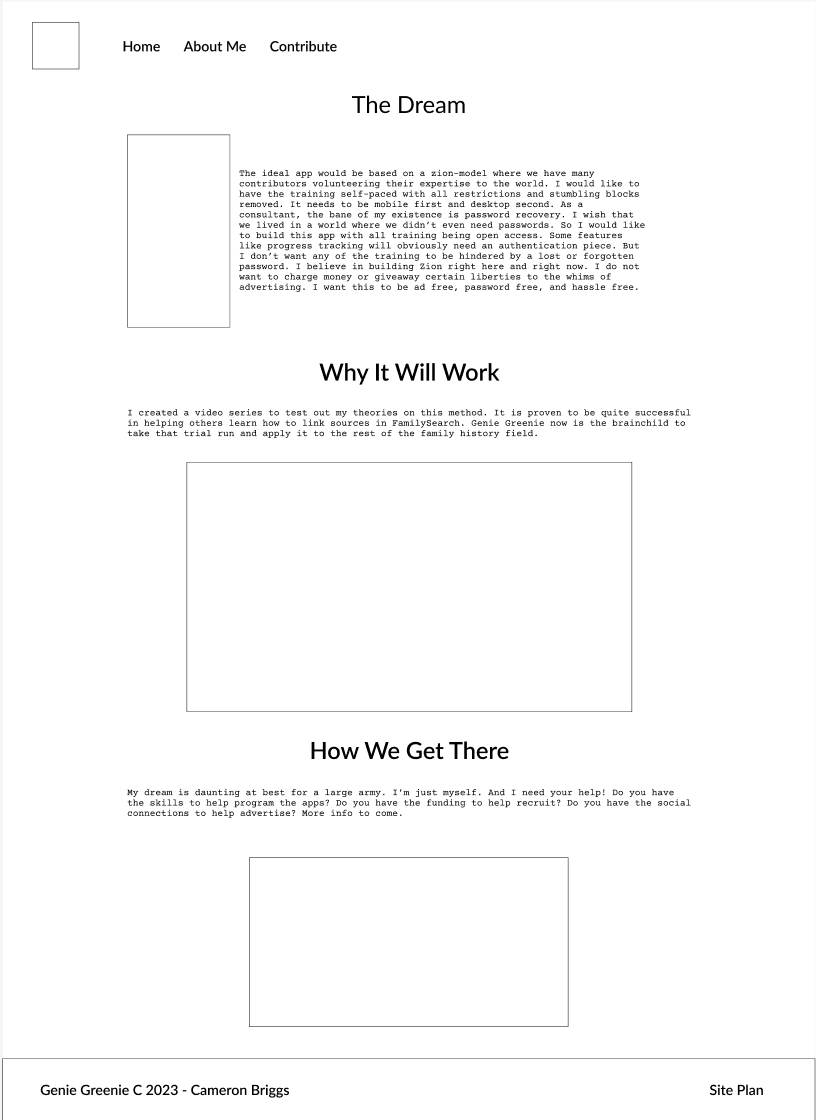 Home About Me Contribute
The Dream
The ideal app would be based on a zion-model where we have many
contributors volunteering their expertise to the world. I would like to
have the training self-paced with all restrictions and stumbling blocks
removed. It needs to be mobile first and desktop second. As a
consultant, the bane of my existence is password recovery. I wish that
we lived in a world where we didn't even need passwords. So I would like
to build this app with all training being open access. Some features
like progress tracking will obviously need an authentication piece. But
I don't want any of the training to be hindered by a lost or forgotten
password. I believe in building Zion right here and right now. I do not
want to charge money or giveaway certain liberties to the whims of
advertising. I want this to be ad free, password free, and hassle free.
Why It Will Work
I created a video series to test out my theories on this method. It is proven to be quite successful
in helping others learn how to link sources in FamilySearch. Genie Greenie now is the brainchild to
take that trial run and apply it to the rest of the family history field.
How We Get There
My dream is daunting at best for a large army. I'm just myself. And I need your help! Do you have
the skills to help program the apps? Do you have the funding to help recruit? Do you have the social
connections to help advertise? More info to come.
Genie Greenie C 2023 - Cameron Briggs Site Plan